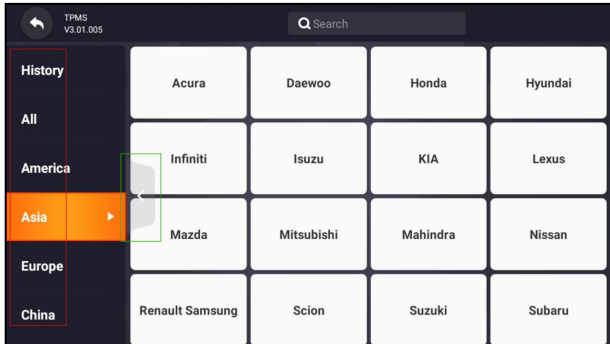 TPMS
V3.01.005
Search
History
All
America
Asia
Europe
China
Acura
Daewoo
Honda
Hyundai
Infiniti
Isuzu
KIA
Lexus
Mazda
Mitsubishi
Mahindra
Nissan
Renault Samsung
Scion
Suzuki
Subaru